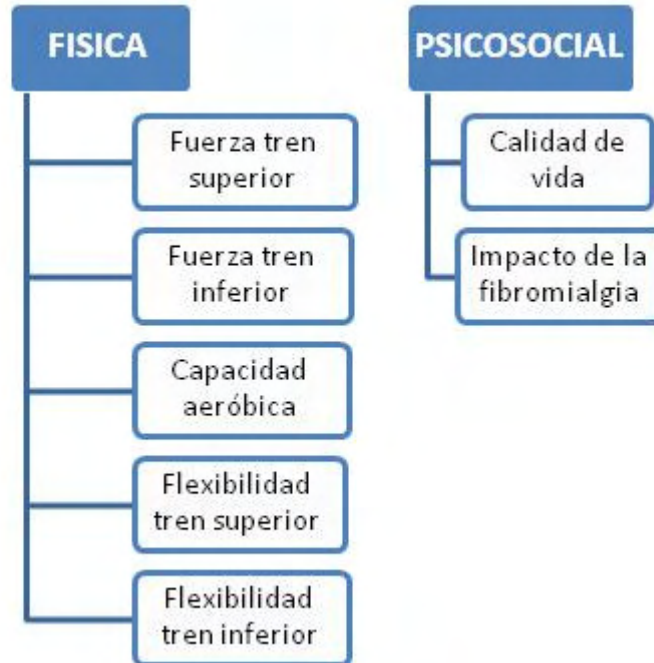 FISICA
Fuerza tren
superior
Fuerza tren
inferior
Capacidad
aeróbica
Flexibilidad
tren superior
Flexibilidad
tren inferior
PSICOSOCIAL
Calidad de
vida
Impacto de la
fibromialgia